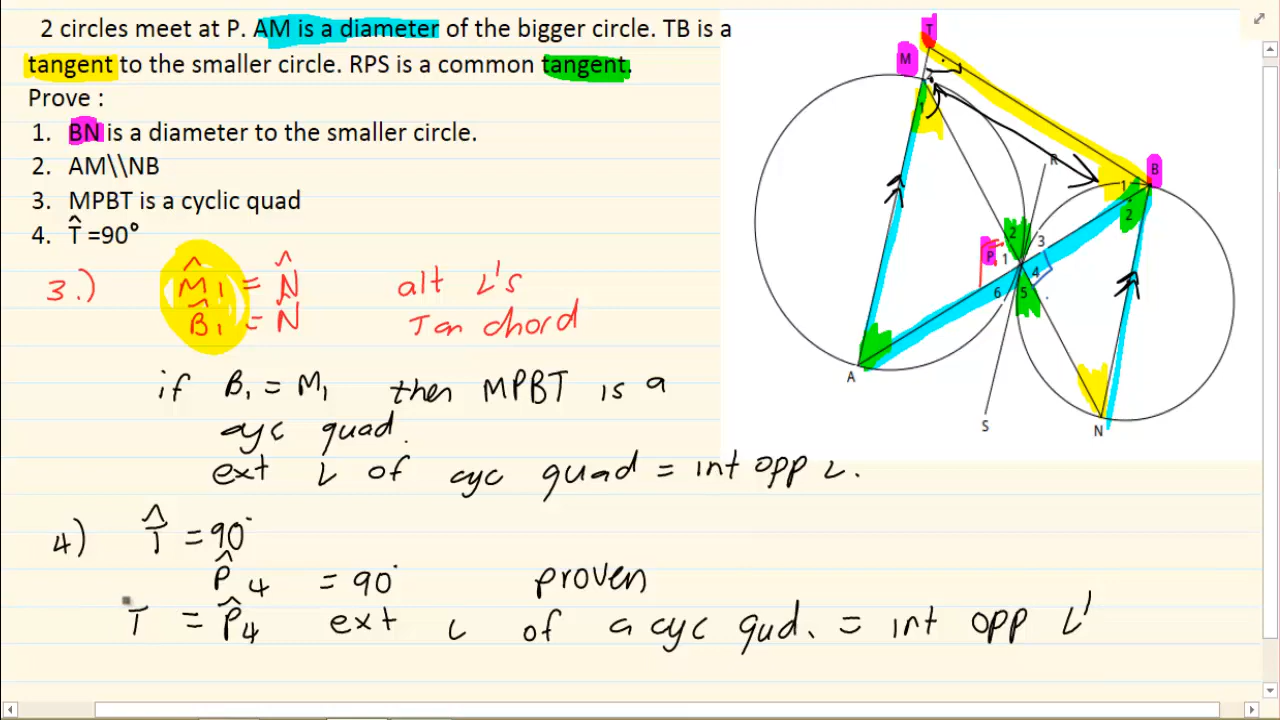 2 circles meet at P. AM is a diameter of the bigger circle. TB is a
tangent to the smaller circle. RPS is a common tangent.
Prove :
1. BN is a diameter to the smaller circle.
2. AM\\NB
3. MPBT is a cyclic quad
4. T̂ =90°
3.) M̂1 = N̂ alt L's
B̂1 = N̂ Tan chord
if B1 = M1 then MPBT is a
cyc quad.
ext L of cyc quad = int opp L.
4) T̂ = 90°
P̂4 = 90° proven
T = P̂4 ext L of a cyc qud. = int opp L'
T
M
1
R
B
1
2
2
3
P
1
4
6
5
A
S
N